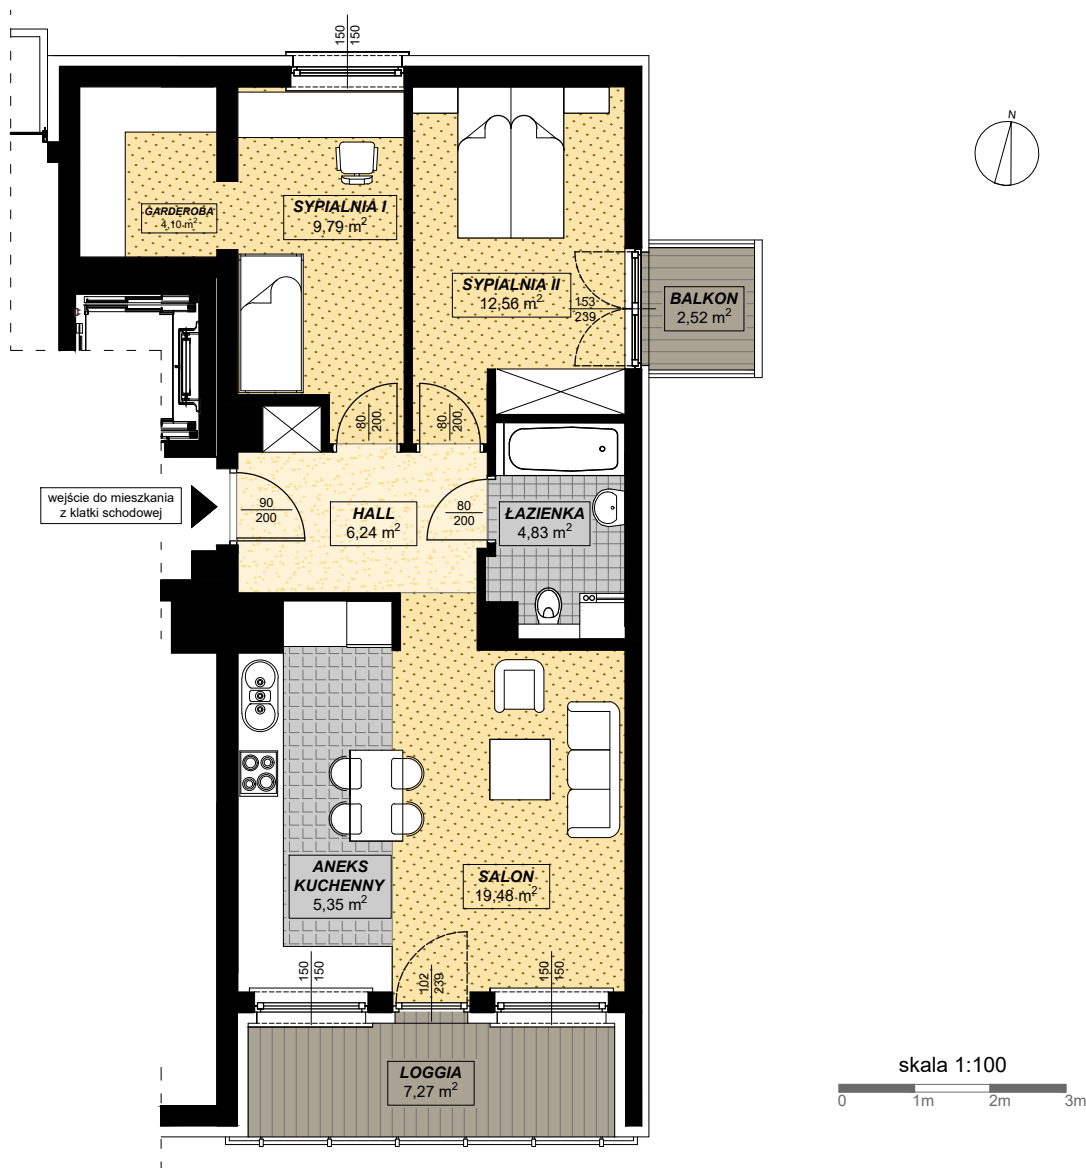 150
150
N
GARDEROBA
4,10 m²
SYPIALNIA I
9,79 m²
SYPIALNIA II
12,56 m²
153
239
BALKON
2,52 m²
80
200
80
200
wejście do mieszkania
z klatki schodowej
90
200
HALL
6,24 m²
80
200
ŁAZIENKA
4,83 m²
ANEKS
KUCHENNY
5,35 m²
SALON
19,48 m²
150
150
102
239
150
150
LOGGIA
7,27 m²
skala 1:100
0 1m 2m 3m